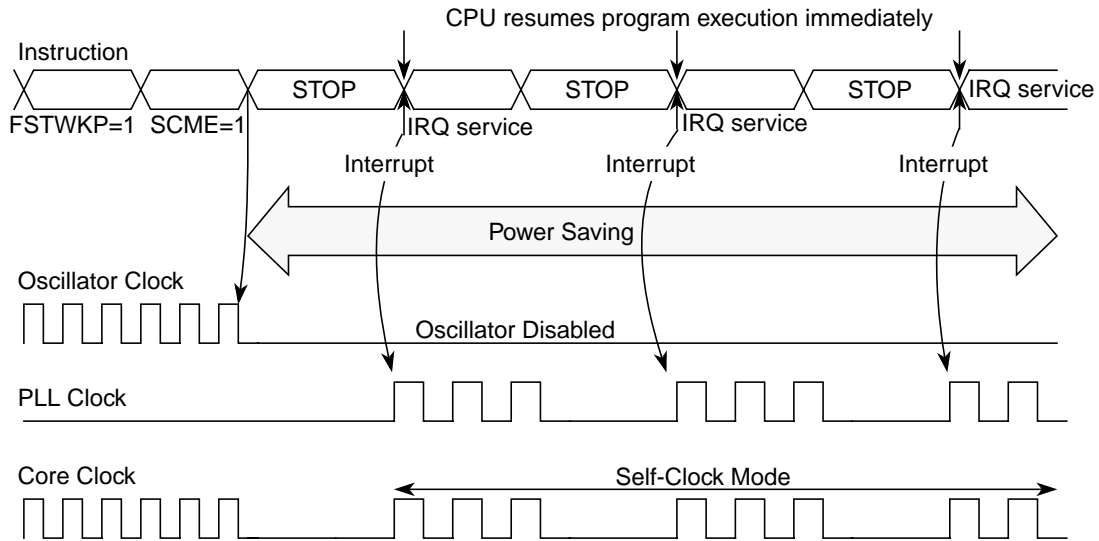 CPU resumes program execution immediately
Instruction
STOP
STOP
STOP
IRQ service
FSTWKP=1
SCME=1
IRQ service
IRQ service
Interrupt
Interrupt
Interrupt
Power Saving
Oscillator Clock
Oscillator Disabled
PLL Clock
Core Clock
Self-Clock Mode